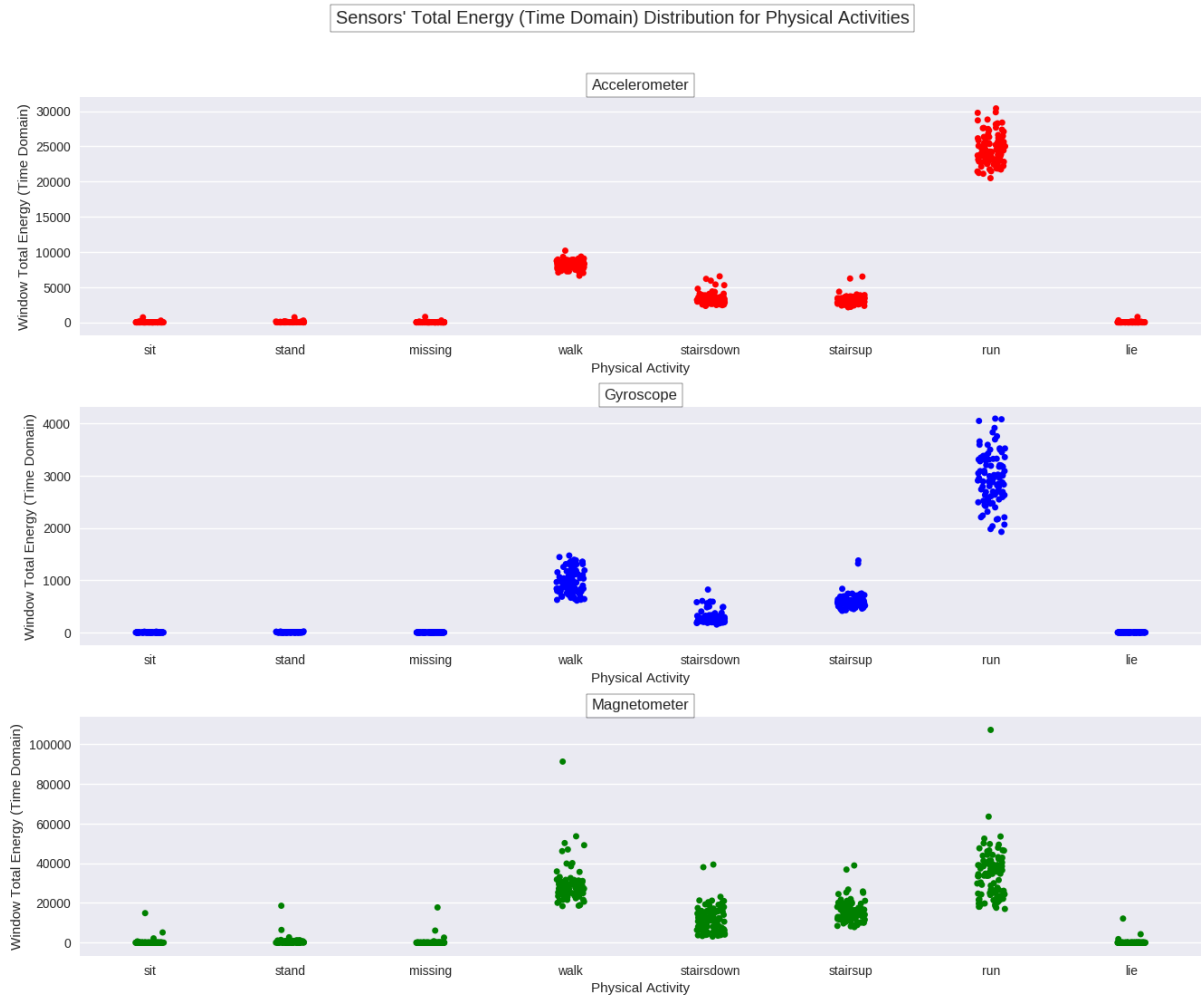 Sensors' Total Energy (Time Domain) Distribution for Physical Activities
Accelerometer
Window Total Energy (Time Domain)
30000
25000
20000
15000
10000
5000
0
sit stand missing walk stairsdown stairsup run lie
Physical Activity
Gyroscope
Window Total Energy (Time Domain)
4000
3000
2000
1000
0
sit stand missing walk stairsdown stairsup run lie
Physical Activity
Magnetometer
Window Total Energy (Time Domain)
100000
80000
60000
40000
20000
0
sit stand missing walk stairsdown stairsup run lie
Physical Activity